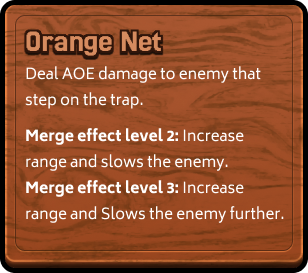 Orange Net
Deal AOE damage to enemy that
step on the trap.
Merge effect level 2: Increase
range and slows the enemy.
Merge effect level 3: Increase
range and Slows the enemy further.